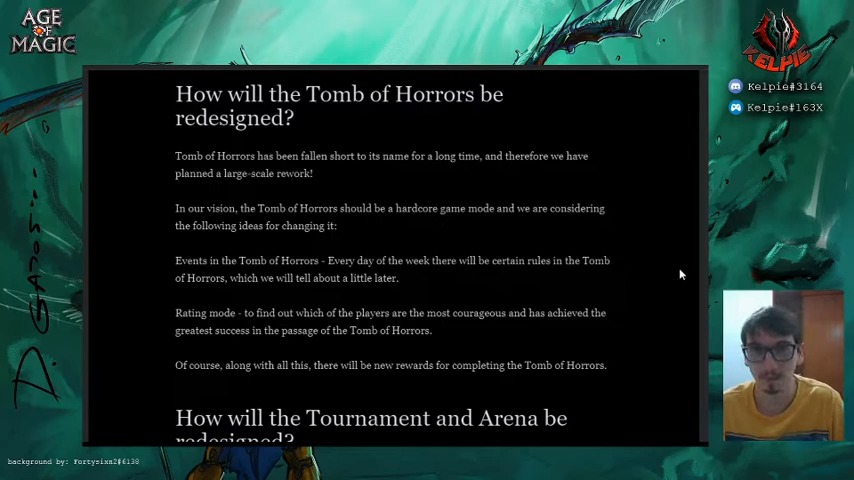 AGE
OF
MAGIC
KELPIE
Kelpie#3164
Kelpie#163X
How will the Tomb of Horrors be
redesigned?
Tomb of Horrors has been fallen short to its name for a long time, and therefore we have
planned a large-scale rework!
In our vision, the Tomb of Horrors should be a hardcore game mode and we are considering
the following ideas for changing it:
Events in the Tomb of Horrors - Every day of the week there will be certain rules in the Tomb
of Horrors, which we will tell about a little later.
Rating mode - to find out which of the players are the most courageous and has achieved the
greatest success in the passage of the Tomb of Horrors.
Of course, along with all this, there will be new rewards for completing the Tomb of Horrors.
How will the Tournament and Arena be
redesigned?